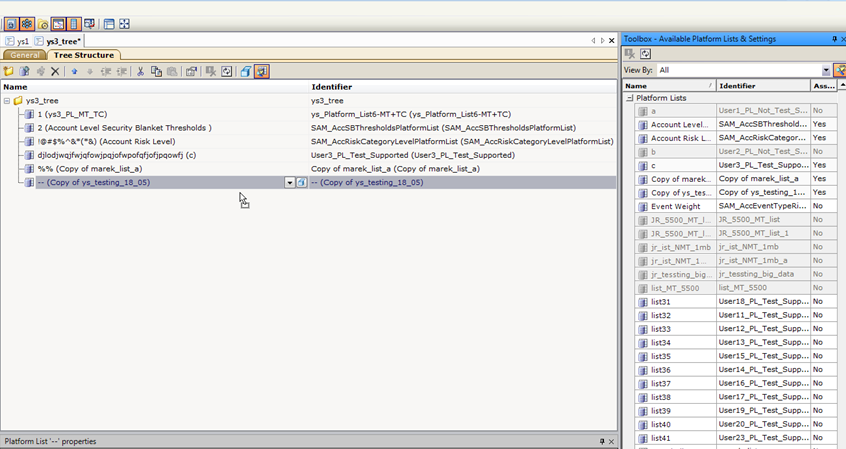 ys1 ys3_tree*
General Tree Structure
Name Identifier
ys3_tree ys3_tree
1 (ys3_PL_MT_TC) ys_Platform_List6-MT+TC (ys_Platform_List6-MT+TC)
2 (Account Level Security Blanket Thresholds ) SAM_AccSBThresholdsPlatformList (SAM_AccSBThresholdsPlatformList)
!@#$%^&*(*&) (Account Risk Level) SAM_AccRiskCategoryLevelPlatformList (SAM_AccRiskCategoryLevelPlatformList)
User3_PL_Test_Supported (User3_PL_Test_Supported)
%% (Copy of marek_list_a) Copy of marek_list_a (Copy of marek_list_a)
-- (Copy of ys_testing_18_05) -- (Copy of ys_testing_18_05)
Platform List '--' properties
Toolbox - Available Platform Lists & Settings
View By: All
Name Identifier Ass...
Platform Lists
a User1_PL_Not_Test_S... No
Account Level... SAM_AccSBThreshold... Yes
Account Risk L... SAM_AccRiskCategor... Yes
b User2_PL_Not_Test_S... No
c User3_PL_Test_Suppo... Yes
Copy of marek... Copy of marek_list_a Yes
Copy of ys_tes... Copy of ys_testing_1... Yes
Event Weight SAM_AccEventTypeRi... No
JR_5500_MT_l... JR_5500_MT_list No
JR_5500_MT_l... JR_5500_MT_list_1 No
jr_ist_NMT_1mb jr_ist_NMT_1mb No
jr_ist_NMT_1... jr_ist_NMT_1mb_a No
jr_tessting_big... jr_tessting_big_data No
list_MT_5500 list_MT_5500 No
list31 User18_PL_Test_Supp... No
list32 User11_PL_Test_Supp... No
list33 User12_PL_Test_Supp... No
list34 User13_PL_Test_Supp... No
list35 User15_PL_Test_Supp... No
list36 User14_PL_Test_Supp... No
list37 User16_PL_Test_Supp... No
list38 User17_PL_Test_Supp... No
list39 User19_PL_Test_Supp... No
list40 User20_PL_Test_Supp... No
list41 User23_PL_Test_Supp... No